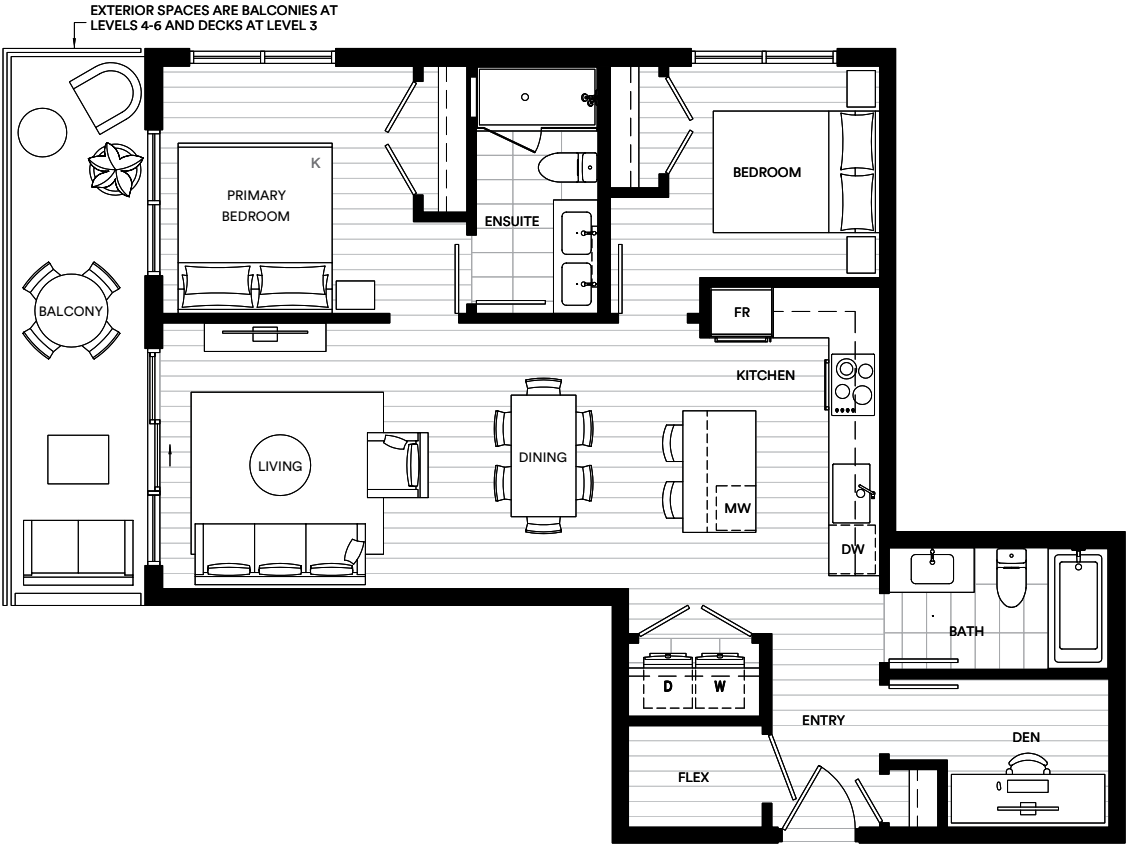 EXTERIOR SPACES ARE BALCONIES AT
LEVELS 4-6 AND DECKS AT LEVEL 3
K
PRIMARY
BEDROOM
ENSUITE
BEDROOM
BALCONY
FR
KITCHEN
LIVING
DINING
MW
DW
BATH
D
W
ENTRY
DEN
FLEX